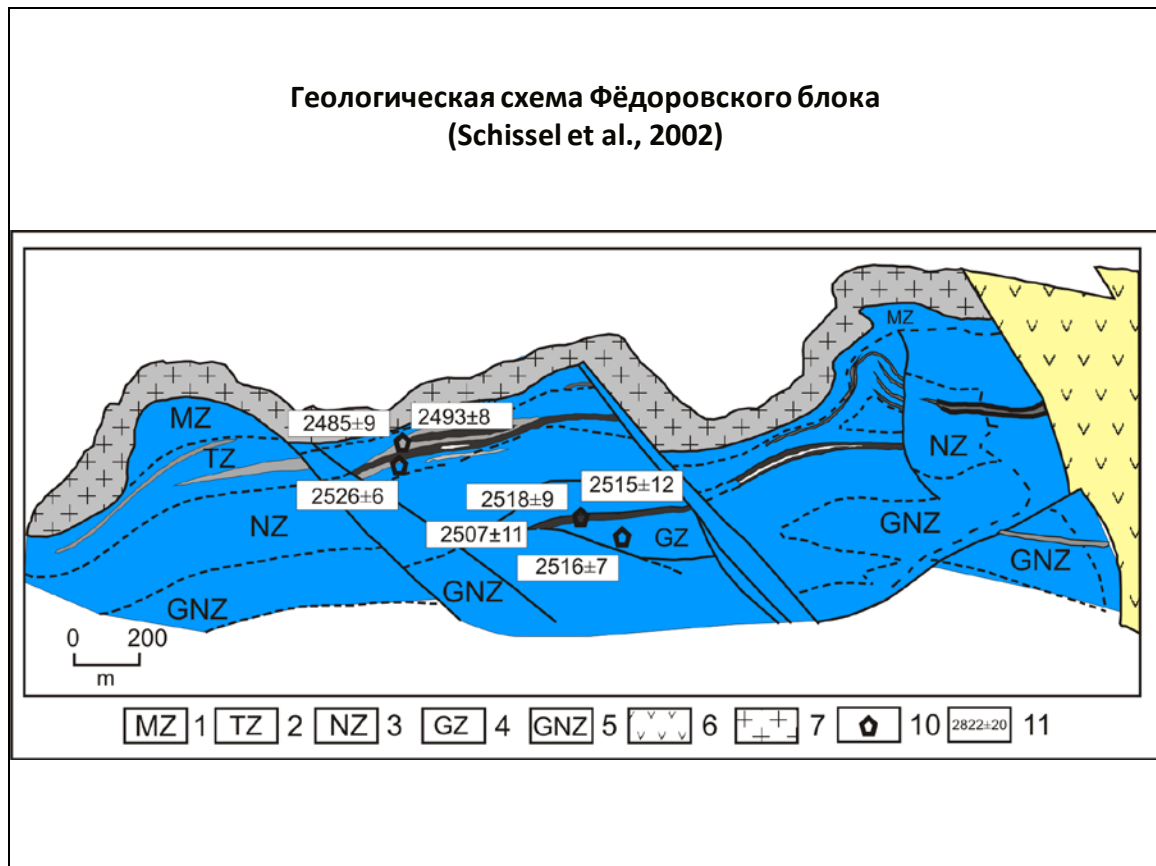 Геологическая схема Фёдоровского блока
(Schissel et al., 2002)
MZ
MZ
2485±9
2493±8
TZ
NZ
2526±6
2518±9
2515±12
NZ
2507±11
GZ
GNZ
2516±7
GNZ
GNZ
GNZ
0 200
m
MZ 1 TZ 2 NZ 3 GZ 4 GNZ 5 6 7 10 2822±20 11